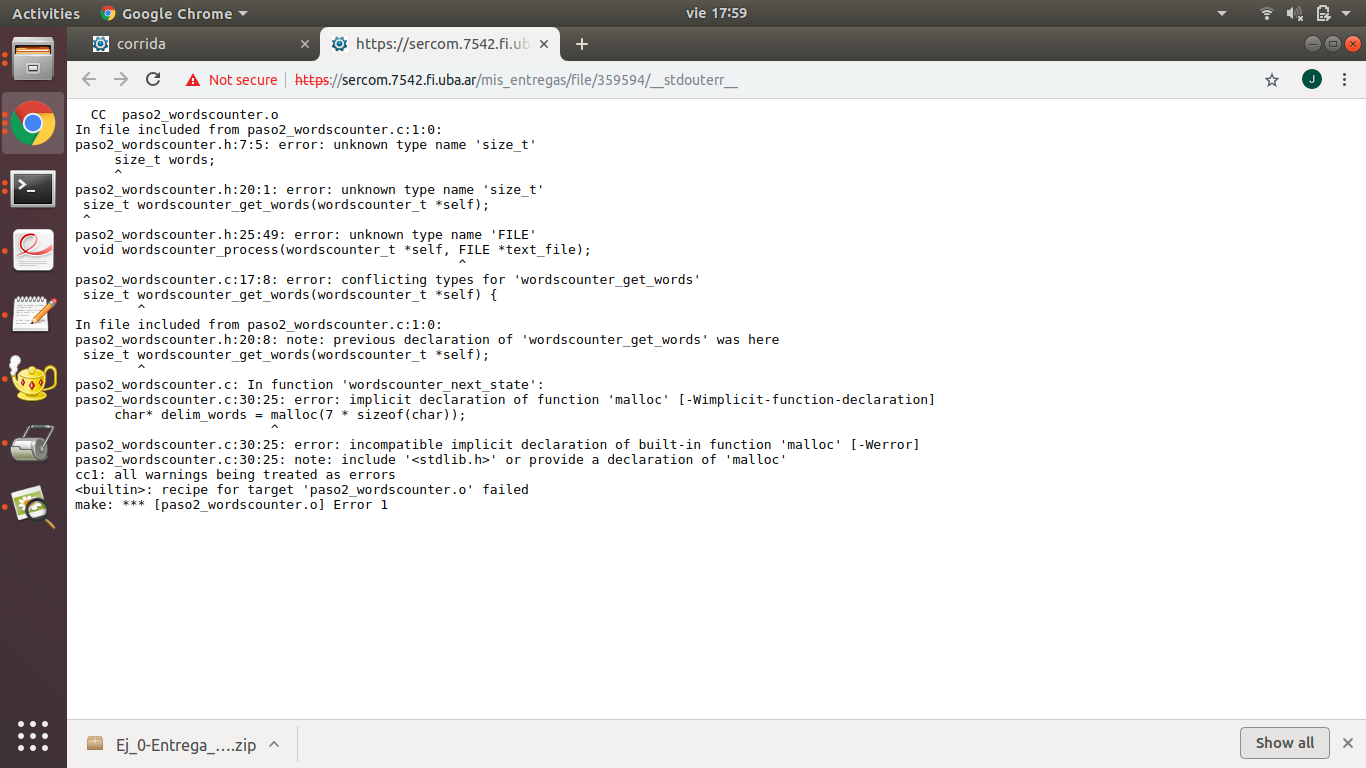 Activities
Google Chrome
vie 17:59
corrida
https://sercom.7542.fi.ub
Not secure
https://sercom.7542.fi.uba.ar/mis_entregas/file/359594/__stdouterr__
J
  CC  paso2_wordscounter.o
In file included from paso2_wordscounter.c:1:0:
paso2_wordscounter.h:7:5: error: unknown type name 'size_t'
     size_t words;
     ^
paso2_wordscounter.h:20:1: error: unknown type name 'size_t'
 size_t wordscounter_get_words(wordscounter_t *self);
 ^
paso2_wordscounter.h:25:49: error: unknown type name 'FILE'
 void wordscounter_process(wordscounter_t *self, FILE *text_file);
                                                 ^
paso2_wordscounter.c:17:8: error: conflicting types for 'wordscounter_get_words'
 size_t wordscounter_get_words(wordscounter_t *self) {
        ^
In file included from paso2_wordscounter.c:1:0:
paso2_wordscounter.h:20:8: note: previous declaration of 'wordscounter_get_words' was here
 size_t wordscounter_get_words(wordscounter_t *self);
        ^
paso2_wordscounter.c: In function 'wordscounter_next_state':
paso2_wordscounter.c:30:25: error: implicit declaration of function 'malloc' [-Wimplicit-function-declaration]
     char* delim_words = malloc(7 * sizeof(char));
                         ^
paso2_wordscounter.c:30:25: error: incompatible implicit declaration of built-in function 'malloc' [-Werror]
paso2_wordscounter.c:30:25: note: include '<stdlib.h>' or provide a declaration of 'malloc'
cc1: all warnings being treated as errors
<builtin>: recipe for target 'paso2_wordscounter.o' failed
make: *** [paso2_wordscounter.o] Error 1
Ej_0-Entrega_....zip
Show all